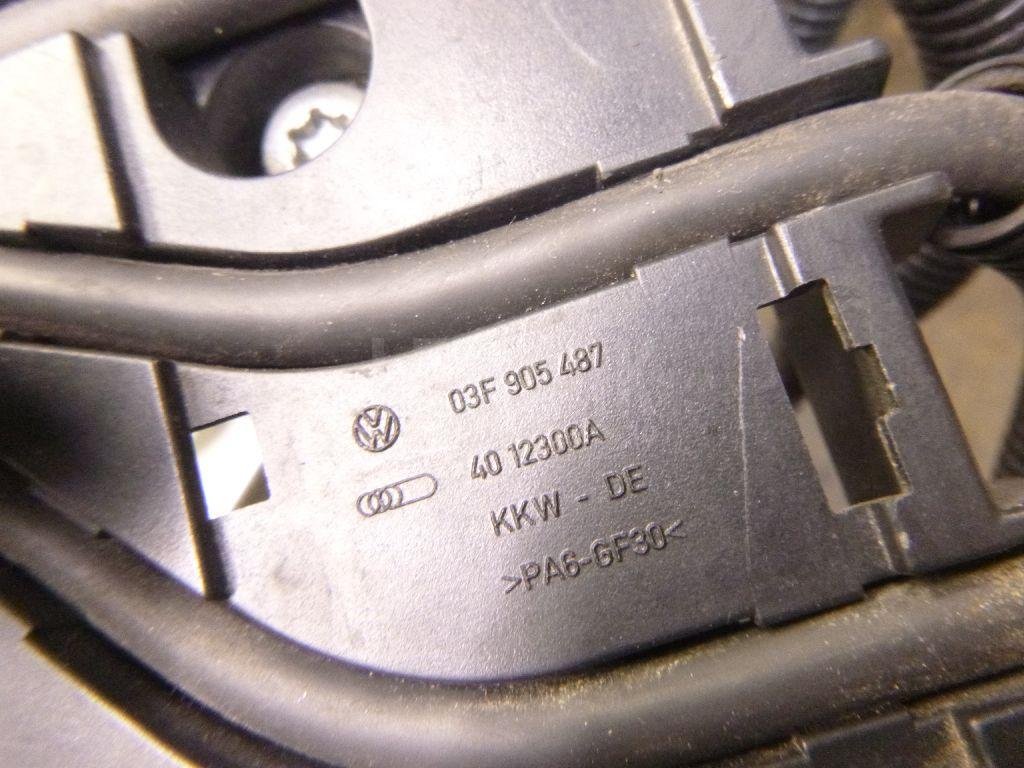 03F 905 487
40 12300A
KKW - DE
>PA6-GF30<